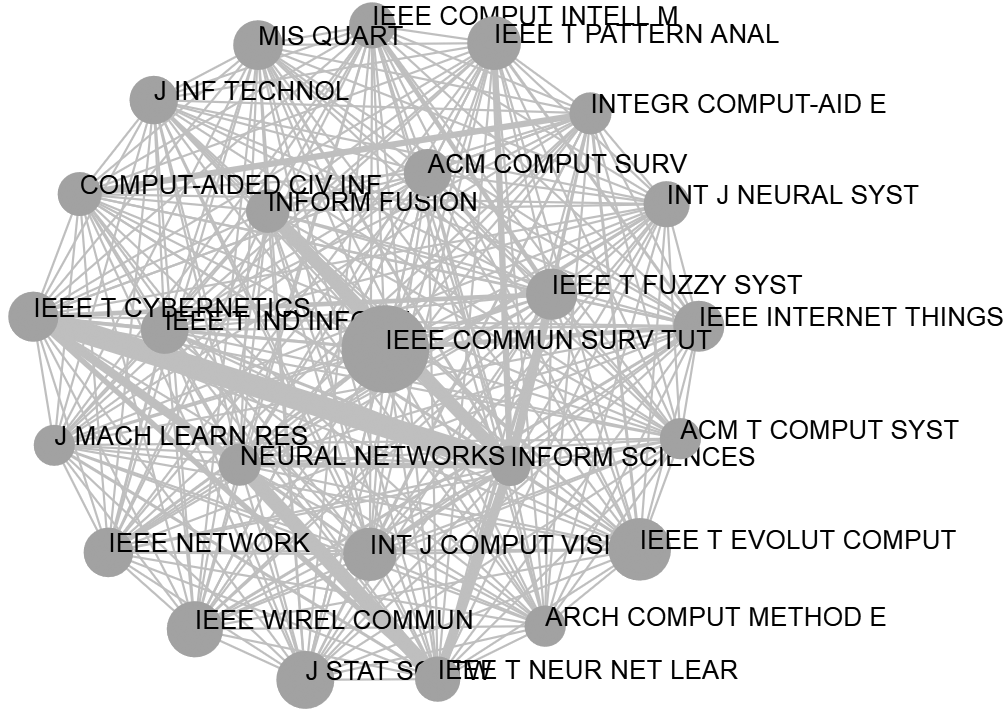 IEEE COMPUT INTELL M
MIS QUART
IEEE T PATTERN ANAL
J INF TECHNOL
INTEGR COMPUT-AID E
ACM COMPUT SURV
COMPUT-AIDED CIV INF
INT J NEURAL SYST
INFORM FUSION
IEEE T FUZZY SYST
IEEE T CYBERNETICS
IEEE T IND INFO
IEEE INTERNET THINGS
IEEE COMMUN SURV TUT
J MACH LEARN RES
ACM T COMPUT SYST
NEURAL NETWORKS
INFORM SCIENCES
IEEE NETWORK
INT J COMPUT VISI
IEEE T EVOLUT COMPUT
IEEE WIREL COMMUN
ARCH COMPUT METHOD E
J STAT SOFTW
IEEE T NEUR NET LEAR